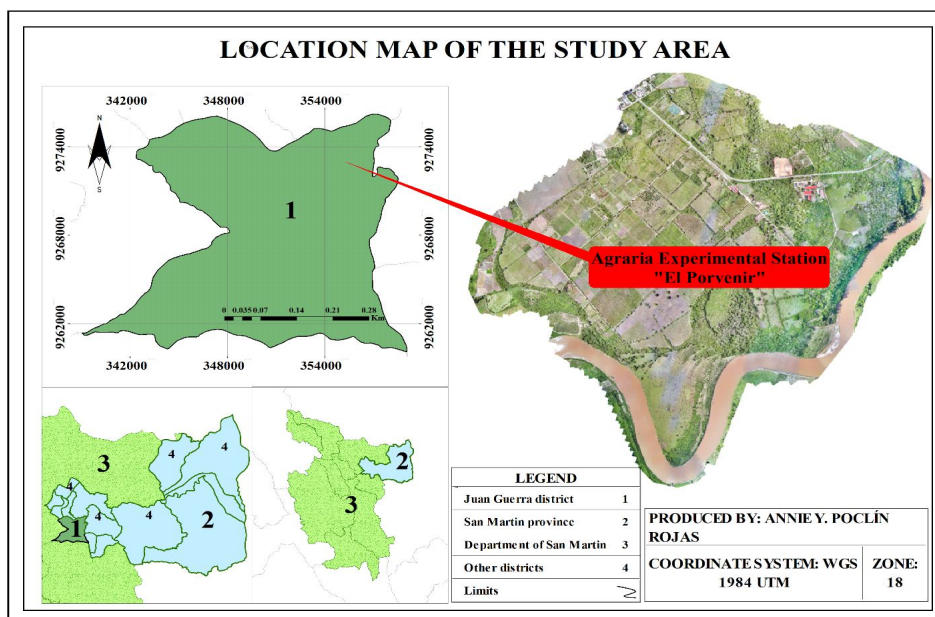 LOCATION MAP OF THE STUDY AREA
342000 348000 354000
N
S
9274000 9274000
1
9268000 9268000
Agraria Experimental Station
"El Porvenir"
0 0.035 0.07 0.14 0.21 0.28
Km
9262000 9262000
342000 348000 354000
3
4
4
4
4
4
1
2
2
3
LEGEND
Juan Guerra district 1
San Martin province 2
Department of San Martin 3
Other districts 4
Limits
PRODUCED BY: ANNIE Y. POCLÍN
ROJAS
COORDINATE SYSTEM: WGS
1984 UTM
ZONE:
18